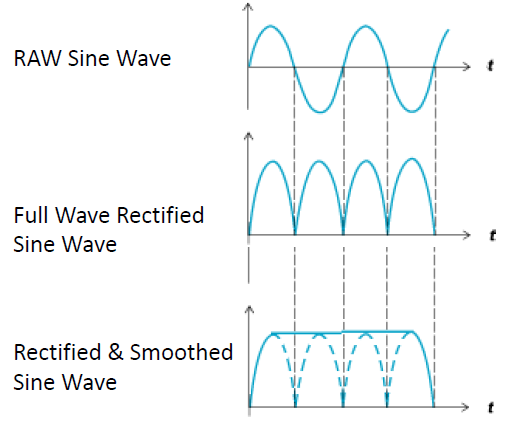 RAW Sine Wave
t
Full Wave Rectified
Sine Wave
t
Rectified & Smoothed
Sine Wave
t